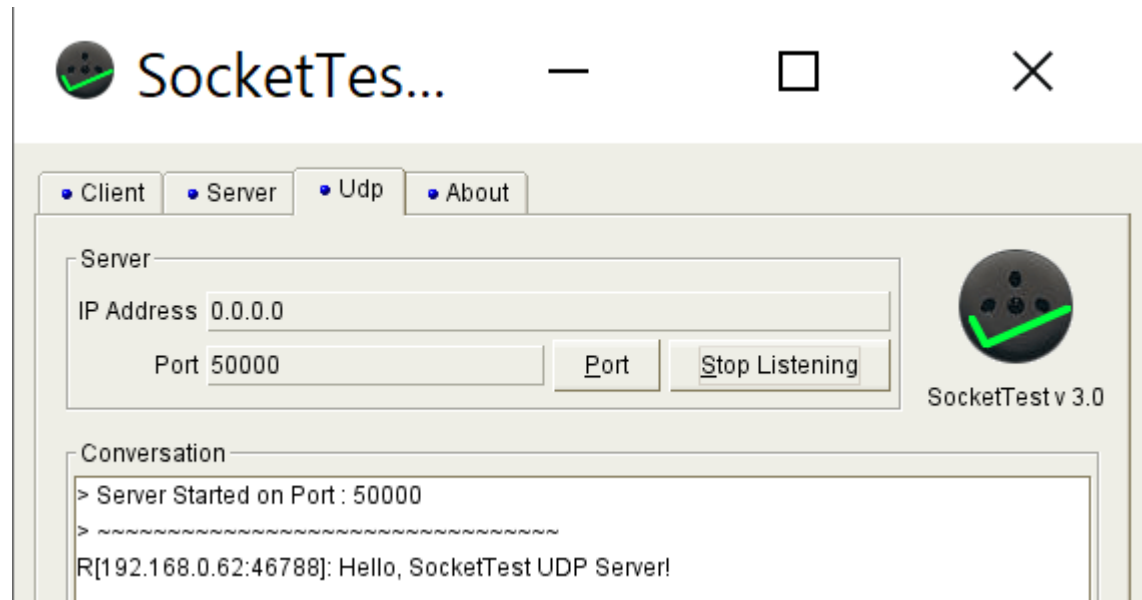 SocketTes...
Client Server Udp About
Server
IP Address 0.0.0.0
Port 50000 Port Stop Listening
SocketTest v 3.0
Conversation
> Server Started on Port : 50000
> ~~~~~~~~~~~~~~~~~~~~~~~~~~~~~~~~~
R[192.168.0.62:46788]: Hello, SocketTest UDP Server!